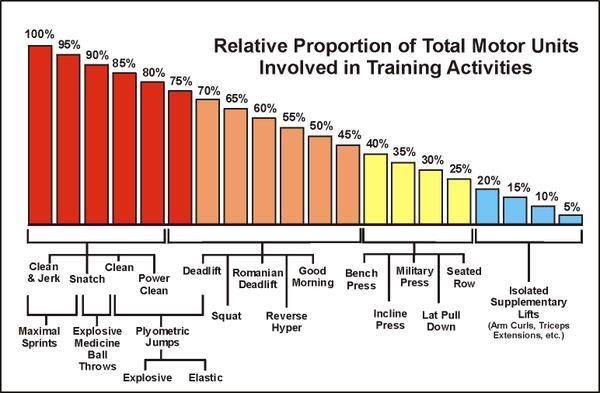 Relative Proportion of Total Motor Units
Involved in Training Activities
100%
95%
90%
85%
80%
75%
70%
65%
60%
55%
50%
45%
40%
35%
30%
25%
20%
15%
10%
5%
Clean
& Jerk
Snatch
Clean
Power
Clean
Deadlift
Squat
Romanian
Deadlift
Reverse
Hyper
Good
Morning
Bench
Press
Incline
Press
Military
Press
Lat Pull
Down
Seated
Row
Isolated
Supplementary
Lifts
(Arm Curls, Triceps
Extensions, etc.)
Maximal
Sprints
Explosive
Medicine
Ball
Throws
Plyometric
Jumps
Explosive
Elastic